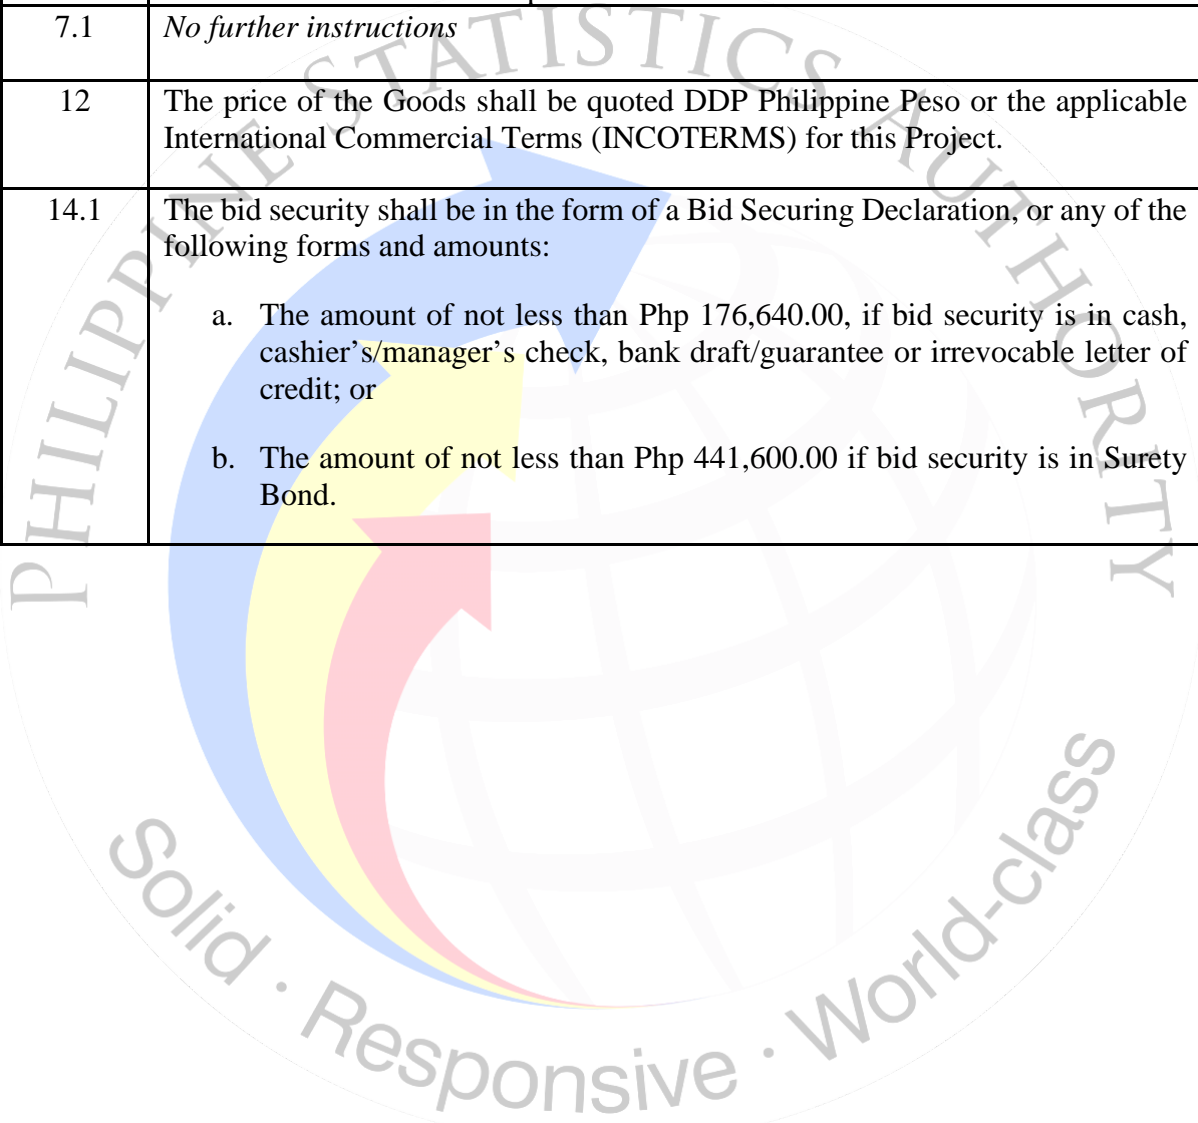 7.1 No further instructions
12 The price of the Goods shall be quoted DDP Philippine Peso or the applicable
International Commercial Terms (INCOTERMS) for this Project.
14.1 The bid security shall be in the form of a Bid Securing Declaration, or any of the
following forms and amounts:
a. The amount of not less than Php 176,640.00, if bid security is in cash,
cashier’s/manager’s check, bank draft/guarantee or irrevocable letter of
credit; or
b. The amount of not less than Php 441,600.00 if bid security is in Surety
Bond.
PHILIPPINE STATISTICS AUTHORITY
Solid · Responsive · World-class